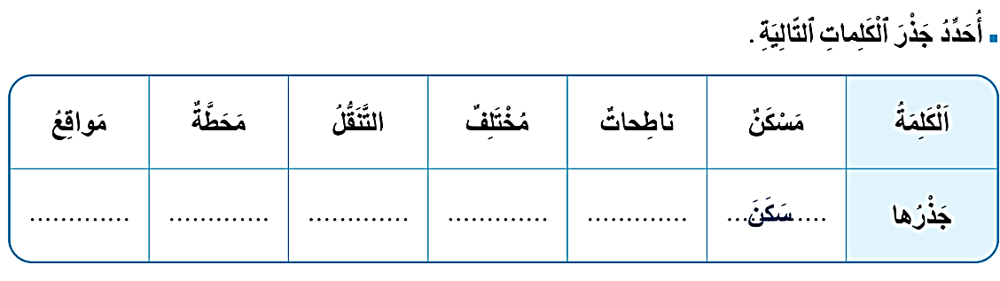 ▪ أُحَدِّدُ جَذْرَ ٱلْكَلِماتِ ٱلتّالِيَةِ.
اَلْكَلِمَةُ مَسْكَنٌ ناطِحاتٌ مُخْتَلِفٌ التَّنَقُّلُ مَحَطَّةٌ مَواقِعُ
جَذْرُها ....سَكَنَ... ............. ............. ............. ............. .............